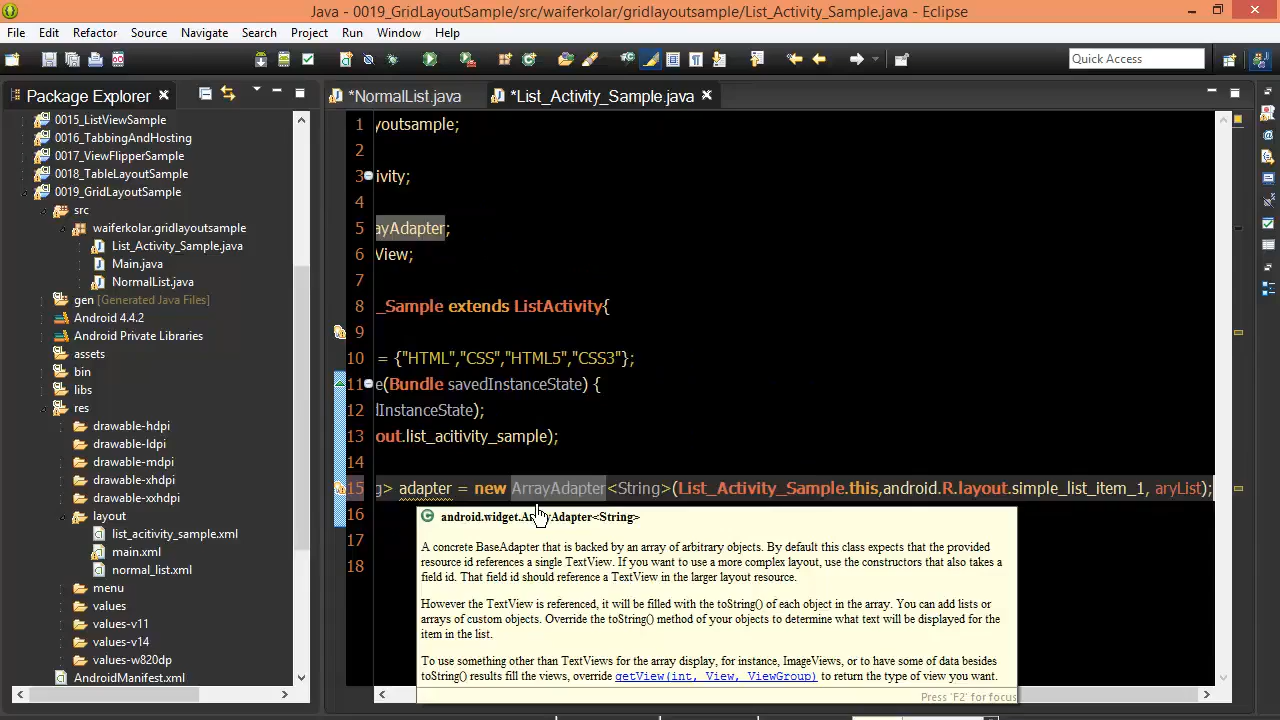 Java - 0019_GridLayoutSample/src/waiferkolar/gridlayoutsample/List_Activity_Sample.java - Eclipse
File Edit Refactor Source Navigate Search Project Run Window Help
Quick Access
Package Explorer
*NormalList.java
*List_Activity_Sample.java
0015_ListViewSample
0016_TabbingAndHosting
0017_ViewFlipperSample
0018_TableLayoutSample
0019_GridLayoutSample
src
waiferkolar.gridlayoutsample
List_Activity_Sample.java
Main.java
NormalList.java
gen [Generated Java Files]
Android 4.4.2
Android Private Libraries
assets
bin
libs
res
drawable-hdpi
drawable-ldpi
drawable-mdpi
drawable-xhdpi
drawable-xxhdpi
layout
list_acitivity_sample.xml
main.xml
normal_list.xml
menu
values
values-v11
values-v14
values-w820dp
AndroidManifest.xml
1 youtsample;
2
3 ivity;
4
5 ayAdapter;
6 View;
7
8 _Sample extends ListActivity{
9
10 = {"HTML","CSS","HTML5","CSS3"};
11 e(Bundle savedInstanceState) {
12 dInstanceState);
13 out.list_acitivity_sample);
14
15 g> adapter = new ArrayAdapter<String>(List_Activity_Sample.this,android.R.layout.simple_list_item_1, aryList);
16
17
18
android.widget.ArrayAdapter<String>
A concrete BaseAdapter that is backed by an array of arbitrary objects. By default this class expects that the provided
resource id references a single TextView. If you want to use a more complex layout, use the constructors that also takes a
field id. That field id should reference a TextView in the larger layout resource.
However the TextView is referenced, it will be filled with the toString() of each object in the array. You can add lists or
arrays of custom objects. Override the toString() method of your objects to determine what text will be displayed for the
item in the list.
To use something other than TextViews for the array display, for instance, ImageViews, or to have some of data besides
toString() results fill the views, override getView(int, View, ViewGroup) to return the type of view you want.
Press 'F2' for focus